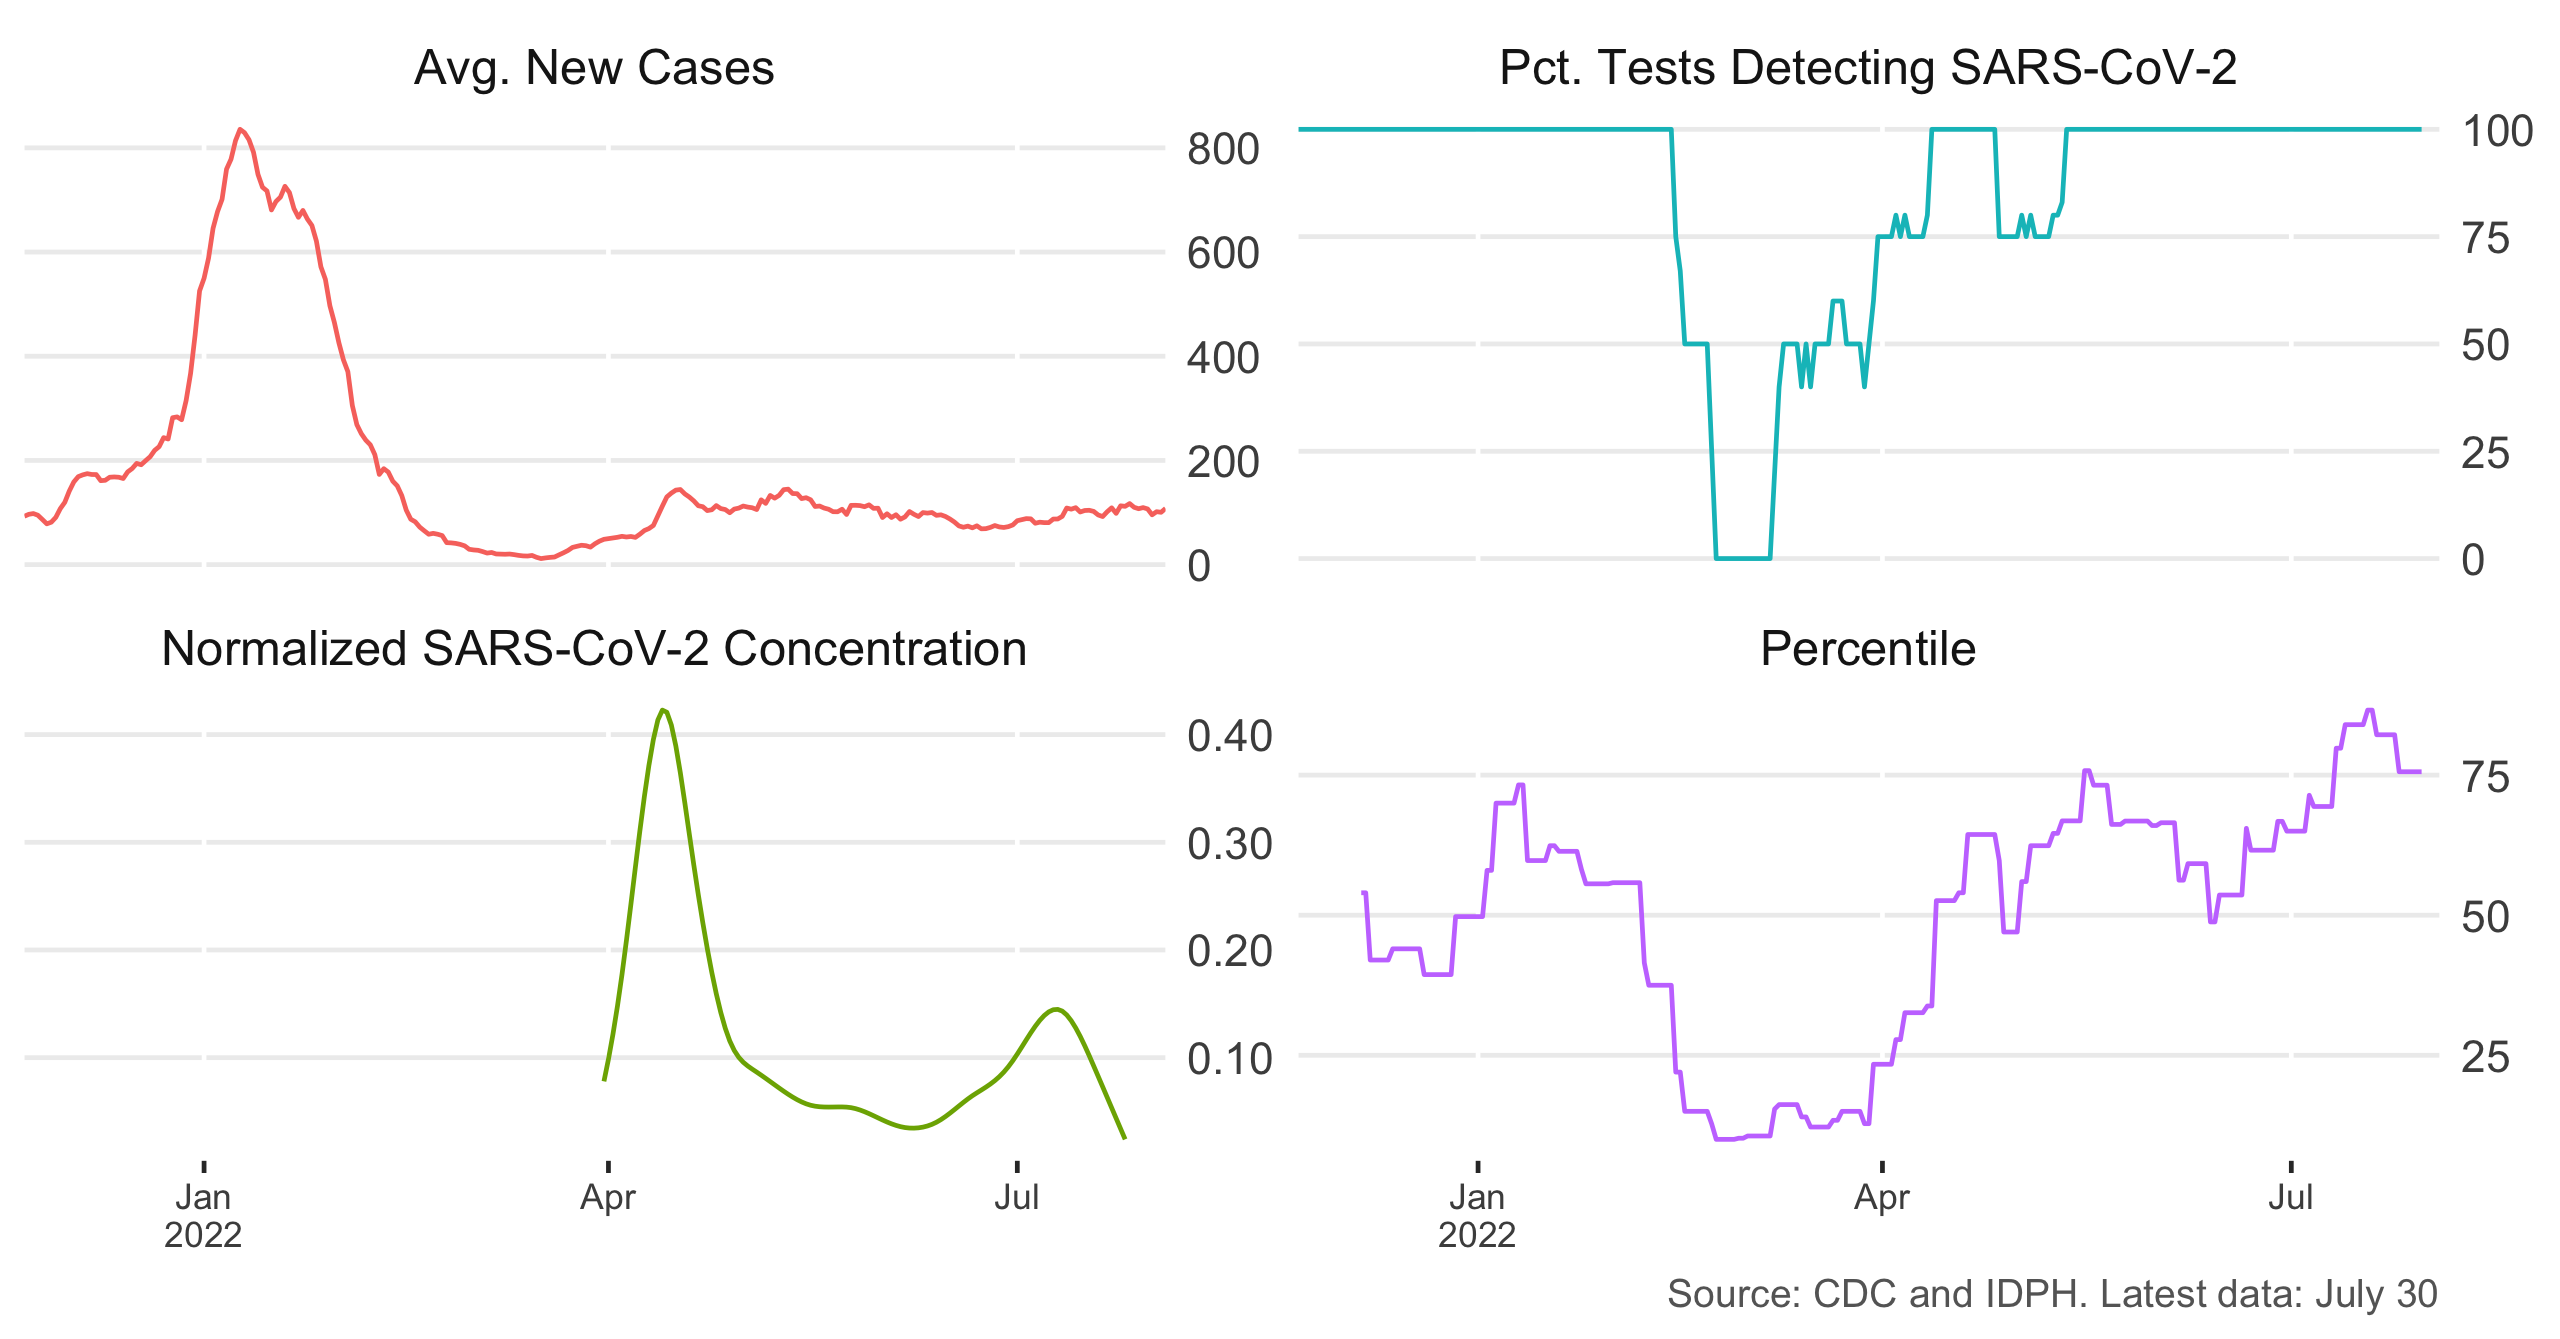 Avg. New Cases
800
600
400
200
0
Pct. Tests Detecting SARS-CoV-2
100
75
50
25
0
Normalized SARS-CoV-2 Concentration
0.40
0.30
0.20
0.10
Jan
2022
Apr
Jul
Percentile
75
50
25
Jan
2022
Apr
Jul
Source: CDC and IDPH. Latest data: July 30